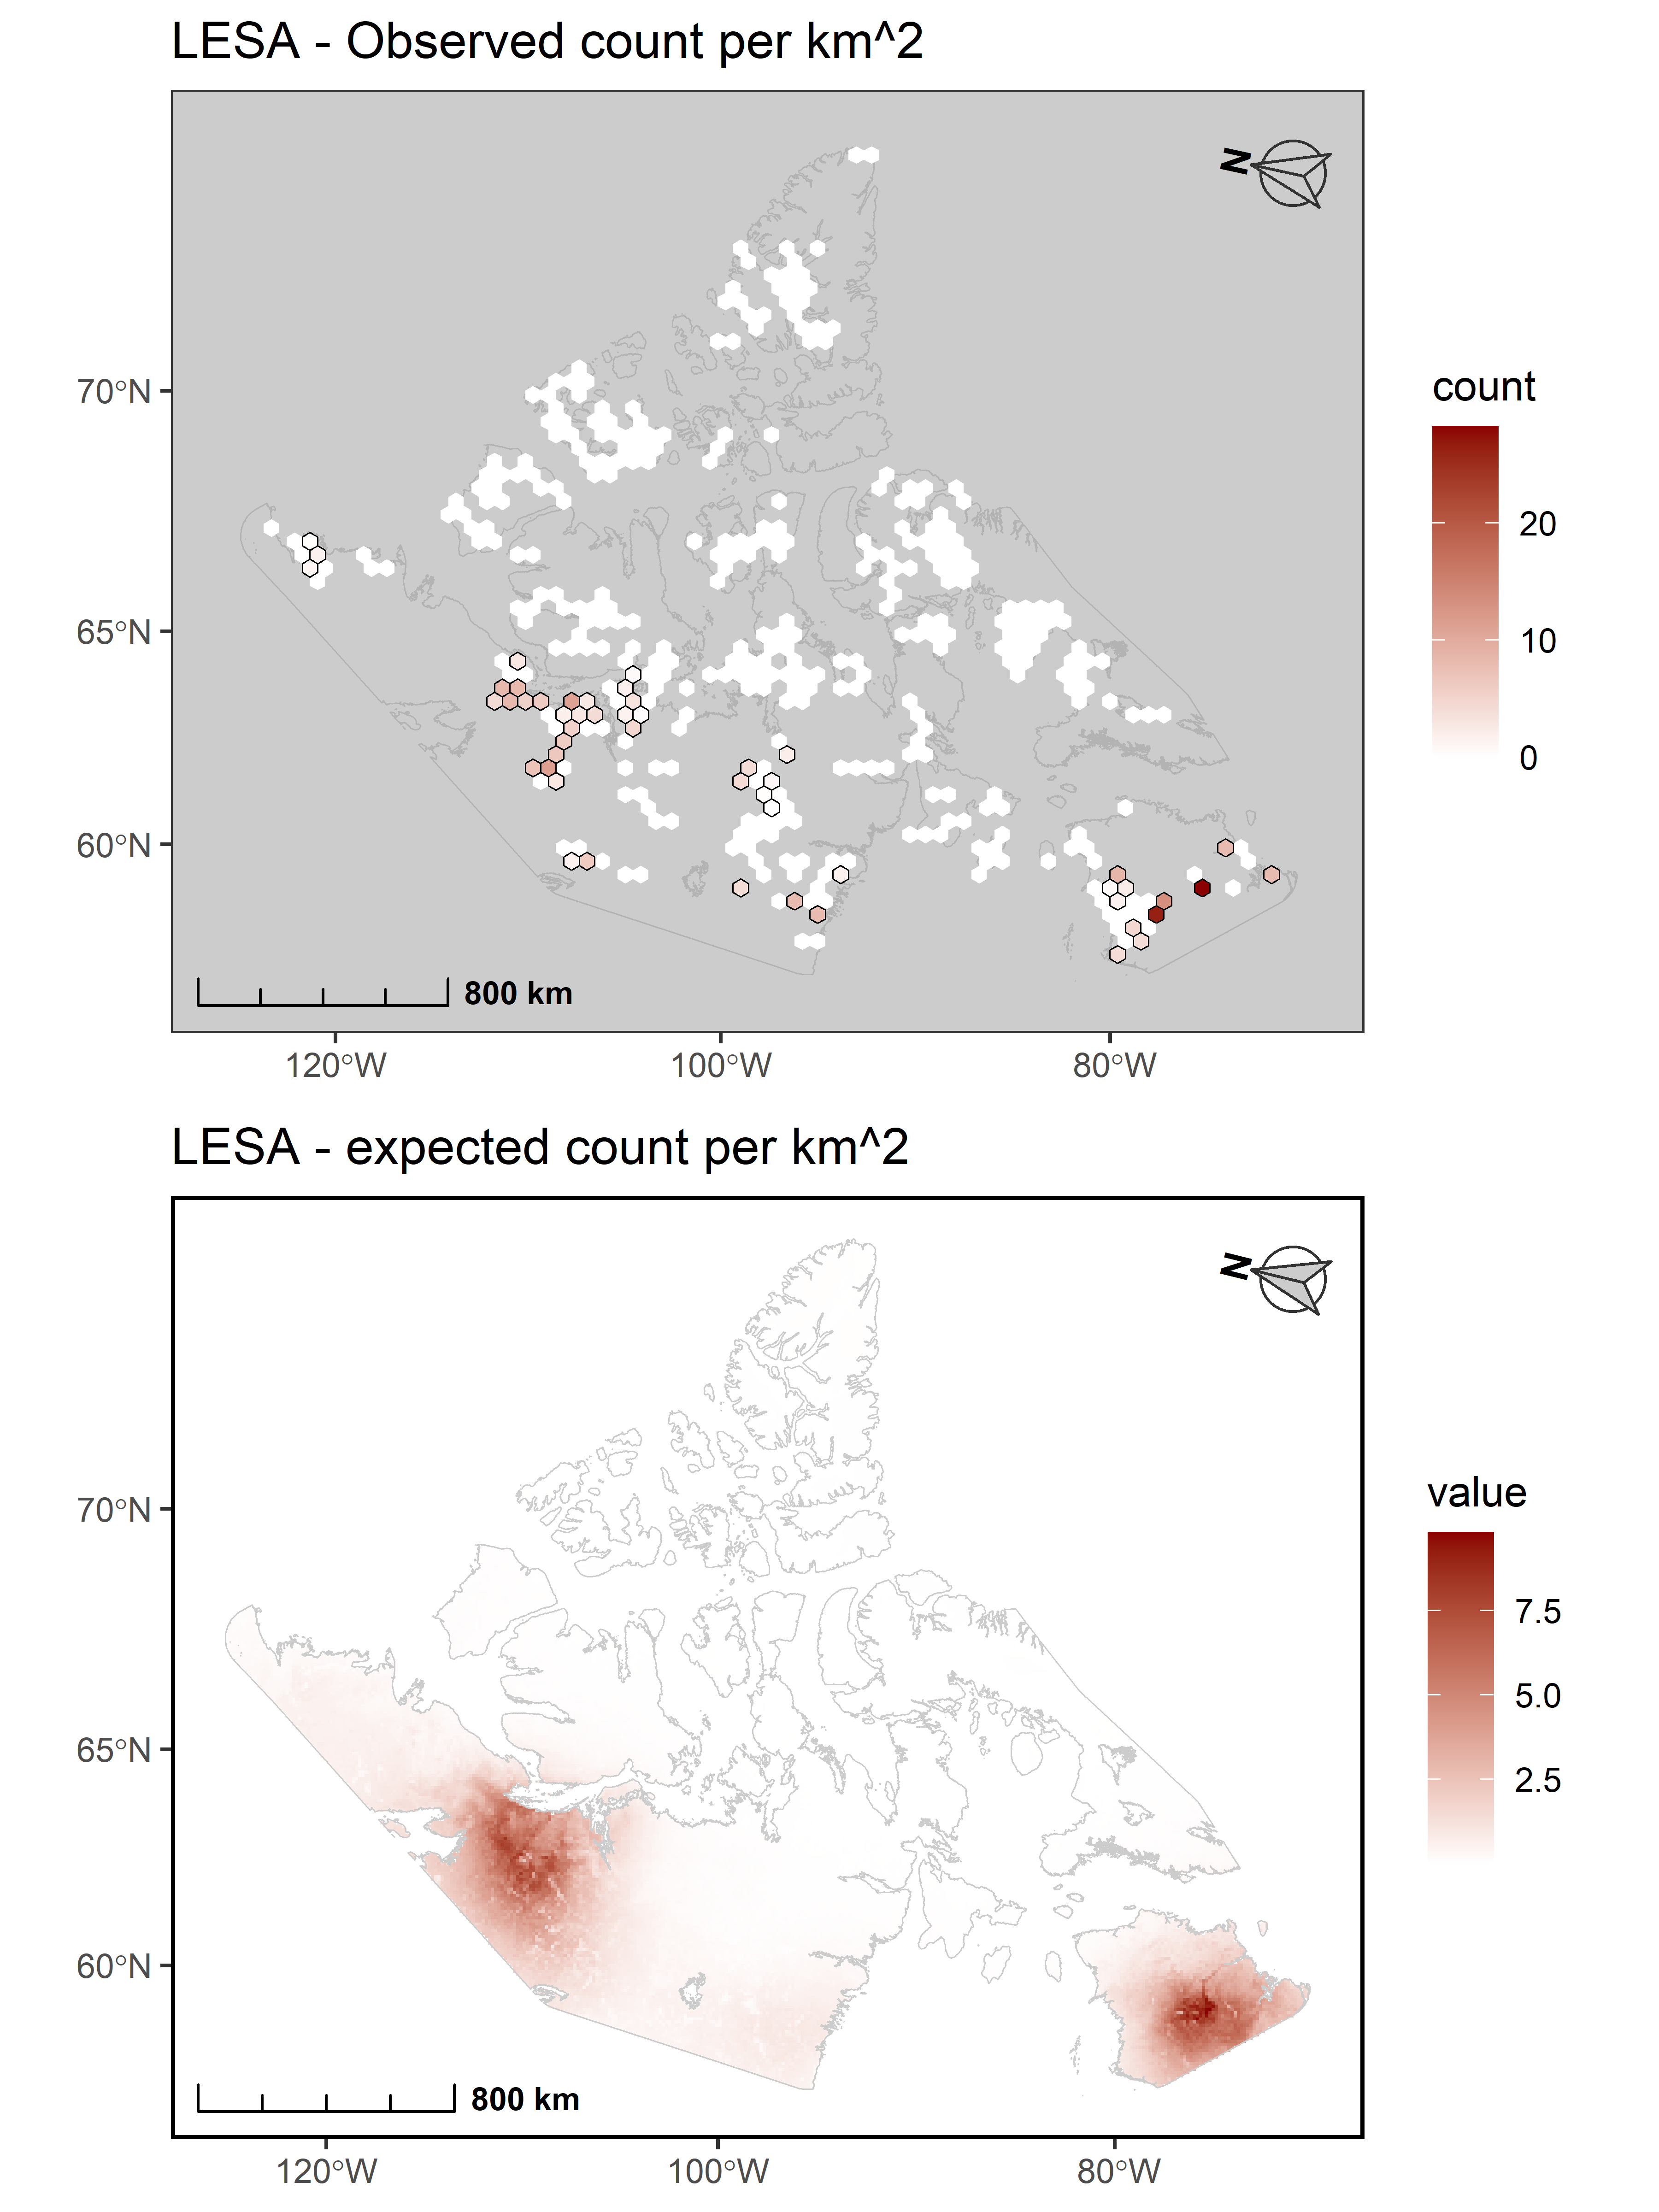 LESA - Observed count per km^2
N
70°N
65°N
60°N
800 km
120°W
100°W
80°W
count
20
10
0
LESA - expected count per km^2
N
70°N
65°N
60°N
800 km
120°W
100°W
80°W
value
7.5
5.0
2.5